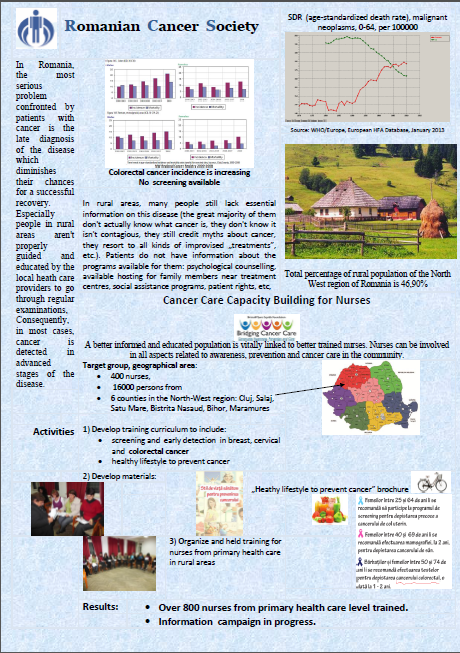 Romanian Cancer Society
SDR (age-standardized death rate), malignant
neoplasms, 0-64, per 100000
Source: WHO/Europe, European HFA Database, January 2013
In Romania,
the most
serious
problem
confronted by
patients with
cancer is the
late diagnosis
of the disease
which
diminishes
their chances
for a successful
recovery.
Especially
people in rural
areas aren't
properly
guided and
educated by the
local heath care
providers to go
through regular
examinations,
Consequently,
in most cases,
cancer is
detected in
advanced
stages of the
disease.
Colorectal cancer incidence is increasing
No screening available
In rural areas, many people still lack essential
information on this disease (the great majority of them
don't actually know what cancer is, they don't know it
isn't contagious, they still credit myths about cancer,
they resort to all kinds of improvised „treatments",
etc.). Patients do not have information about the
programs available for them: psychological counselling,
available hosting for family members near treatment
centres, social assistance programs, patient rights, etc,
Total percentage of rural population of the North
West region of Romania is 46,90%
Cancer Care Capacity Building for Nurses
Bridging Cancer Care
A better informed and educated population is vitally linked to better trained nurses. Nurses can be involved
in all aspects related to awareness, prevention and cancer care in the community.
Target group, geographical area:
• 400 nurses,
• 16000 persons from
• 6 counties in the North-West region: Cluj, Salaj,
Satu Mare, Bistrita Nasaud, Bihor, Maramures
Activities
1) Develop training curriculum to include:
• screening and early detection in breast, cervical
and colorectal cancer
• healthy lifestyle to prevent cancer
2) Develop materials:
Stil de viaţă sănătos
pentru prevenirea
cancerului
„Heathy lifestyle to prevent cancer" brochure
Femeilor între 25 şi 64 de ani li se
recomandă să participe la programul de
screening pentru depistarea precoce a
cancerului de col uterin.
Femeilor între 40 şi 69 de ani li se
recomandă efectuarea mamografiei, la 2 ani,
pentru depistarea cancerului de sân.
Bărbaţilor şi femeilor între 50 şi 74 de
ani li se recomandă efectuarea testelor
pentru depistarea cancerului colorectal, o
dată la 1 - 2 ani.
3) Organize and held training for
nurses from primary health care
in rural areas
Results:
• Over 800 nurses from primary health care level trained.
• Information campaign in progress.